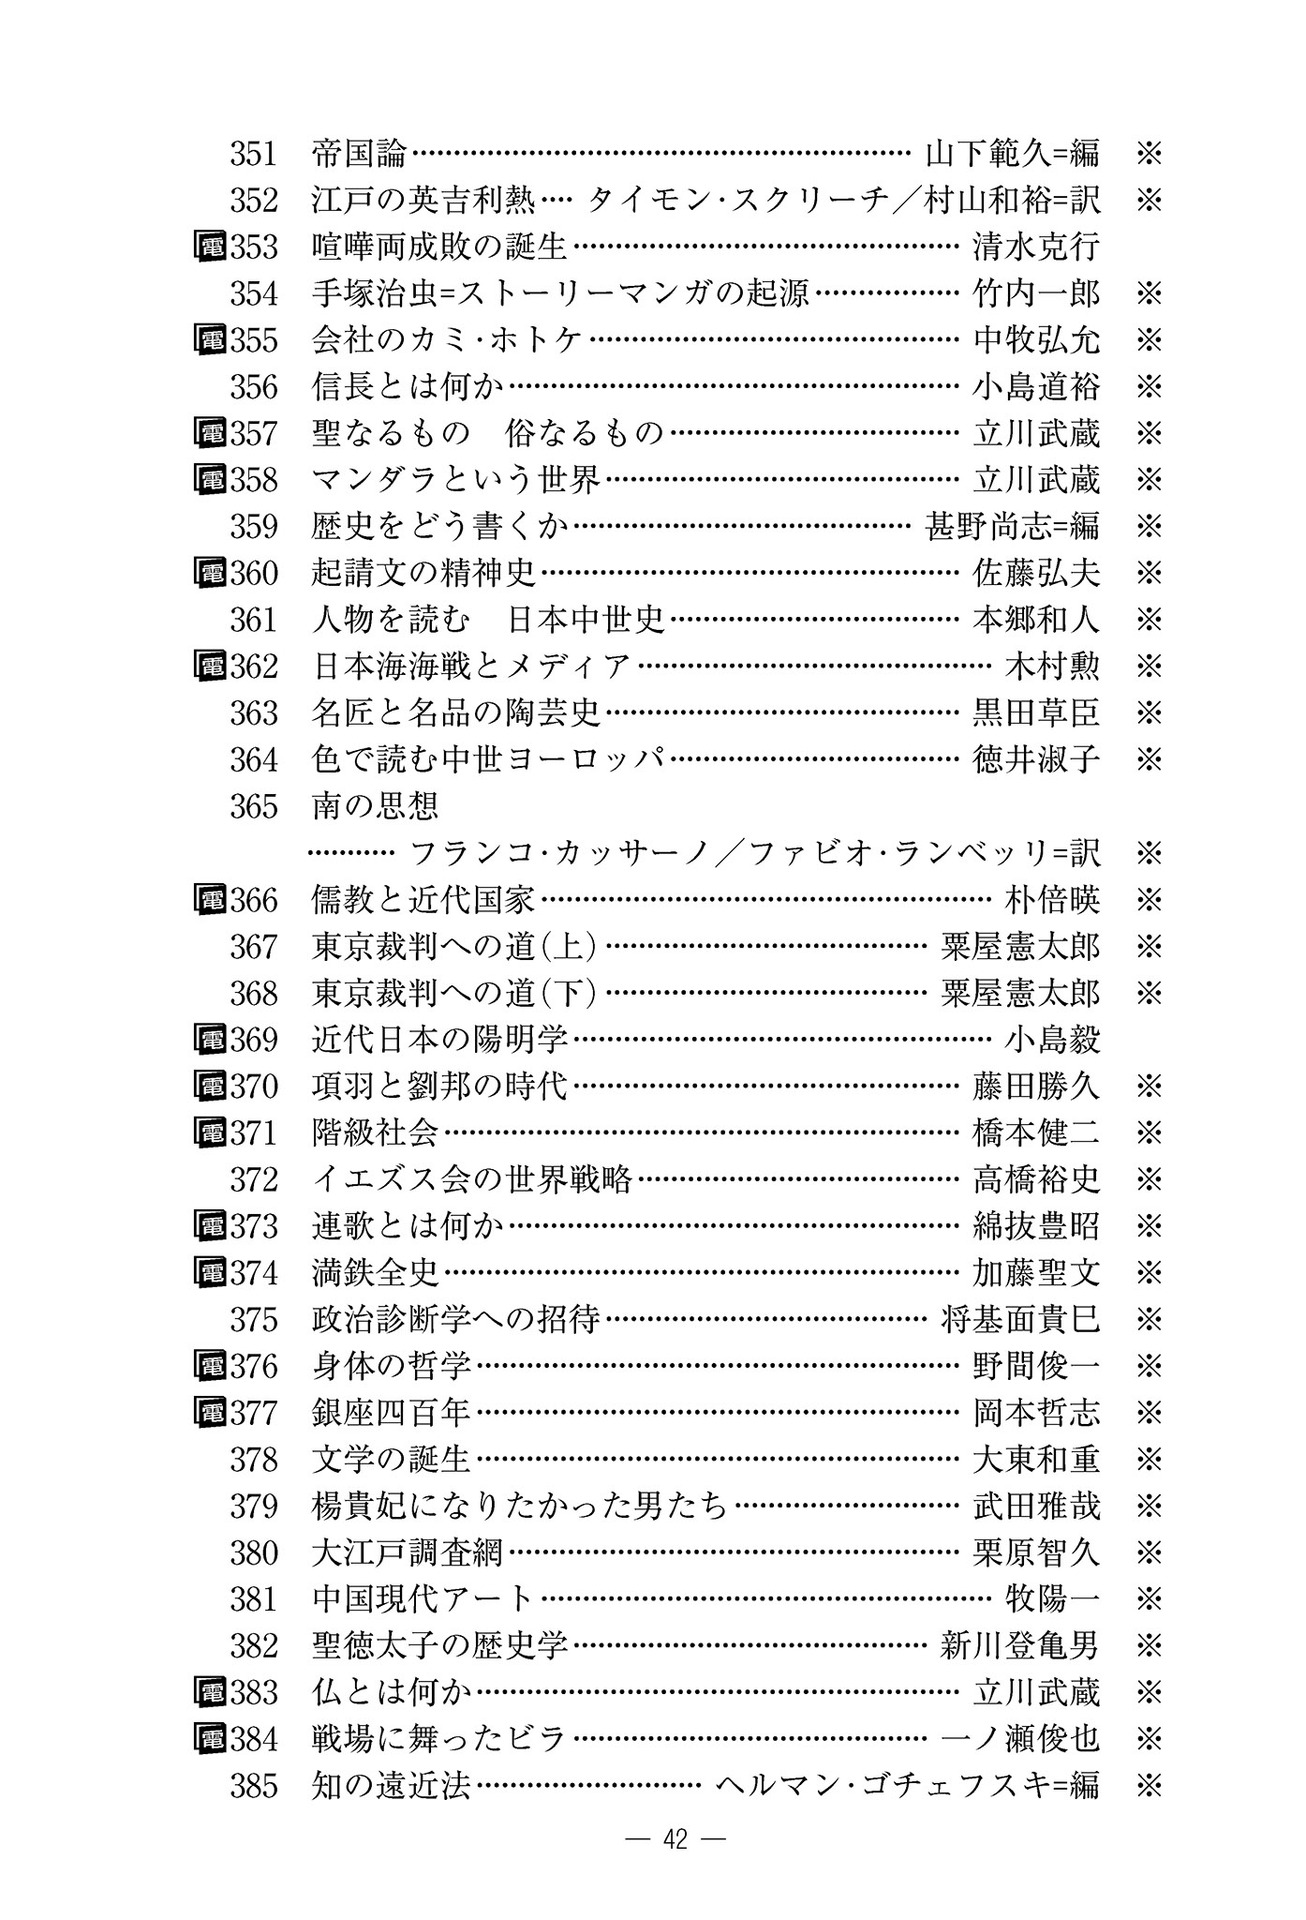 351 帝国論…………………………………………………… 山下範久=編 ※
352 江戸の英吉利熱…. タイモン･スクリーチ／村山和裕=訳 ※
電353 喧嘩両成敗の誕生………………………………………… 清水克行
354 手塚治虫=ストーリーマンガの起源……………… 竹内一郎 ※
電355 会社のカミ･ホトケ……………………………………… 中牧弘允 ※
356 信長とは何か……………………………………………… 小島道裕 ※
電357 聖なるもの　俗なるもの……………………………… 立川武蔵 ※
電358 マンダラという世界…………………………………… 立川武蔵 ※
359 歴史をどう書くか…………………………………… 甚野尚志=編 ※
電360 起請文の精神史…………………………………………… 佐藤弘夫 ※
361 人物を読む　日本中世史……………………………… 本郷和人 ※
電362 日本海海戦とメディア…………………………………… 木村勲 ※
363 名匠と名品の陶芸史…………………………………… 黒田草臣 ※
364 色で読む中世ヨーロッパ……………………………… 徳井淑子 ※
365 南の思想
………… フランコ･カッサーノ／ファビオ･ランベッリ=訳 ※
電366 儒教と近代国家……………………………………………… 朴倍暎 ※
367 東京裁判への道(上)………………………………… 粟屋憲太郎 ※
368 東京裁判への道(下)………………………………… 粟屋憲太郎 ※
電369 近代日本の陽明学…………………………………………… 小島毅
電370 項羽と劉邦の時代………………………………………… 藤田勝久 ※
電371 階級社会……………………………………………………… 橋本健二 ※
372 イエズス会の世界戦略………………………………… 高橋裕史 ※
電373 連歌とは何か……………………………………………… 綿抜豊昭 ※
電374 満鉄全史……………………………………………………… 加藤聖文 ※
375 政治診断学への招待………………………………… 将基面貴巳 ※
電376 身体の哲学…………………………………………………… 野間俊一 ※
電377 銀座四百年…………………………………………………… 岡本哲志 ※
378 文学の誕生…………………………………………………… 大東和重 ※
379 楊貴妃になりたかった男たち……………………… 武田雅哉 ※
380 大江戸調査網……………………………………………… 栗原智久 ※
381 中国現代アート……………………………………………… 牧陽一 ※
382 聖徳太子の歴史学…………………………………… 新川登亀男 ※
電383 仏とは何か…………………………………………………… 立川武蔵 ※
電384 戦場に舞ったビラ…………………………………… 一ノ瀬俊也 ※
385 知の遠近法……………………… ヘルマン･ゴチェフスキ=編 ※
— 42 —